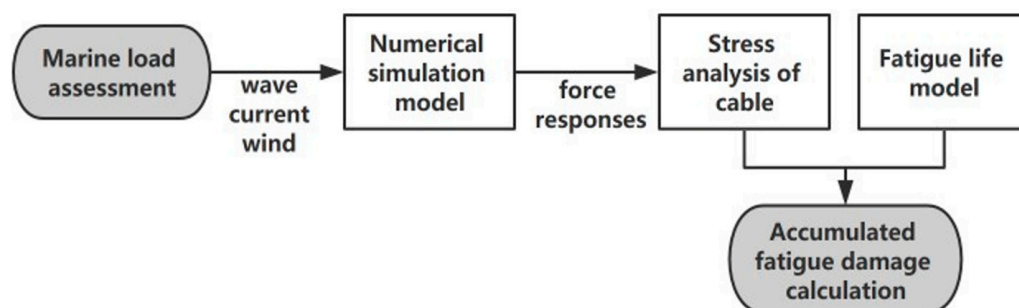 Marine load
assessment
wave
current
wind
Numerical
simulation
model
force
responses
Stress
analysis of
cable
Fatigue life
model
Accumulated
fatigue damage
calculation